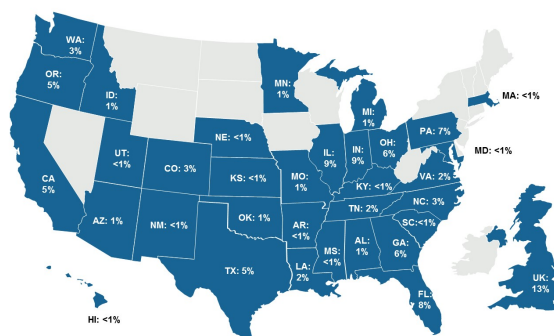 WA:
3%
OR:
5%
ID:
1%
MN:
1%
MI:
1%
MA: <1%
NE: <1%
IL:
9%
IN:
9%
OH:
6%
PA: 7%
MD: <1%
UT:
<1%
CO: 3%
KS: <1%
MO:
1%
KY: <1%
VA: 2%
CA
5%
AZ: 1%
NM: <1%
OK: 1%
AR:
<1%
TN: 2%
NC: 3%
SC:<1%
MS:
<1%
AL:
1%
GA:
6%
TX: 5%
LA:
2%
FL:
8%
UK: <
13%
HI: <1%